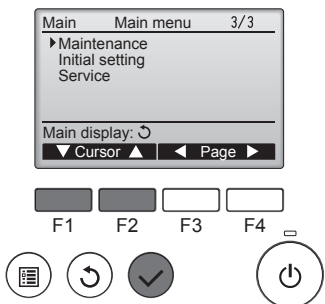 Main Main menu 3/3
Maintenance
Initial setting
Service
Main display:
Cursor Page
F1 F2 F3 F4